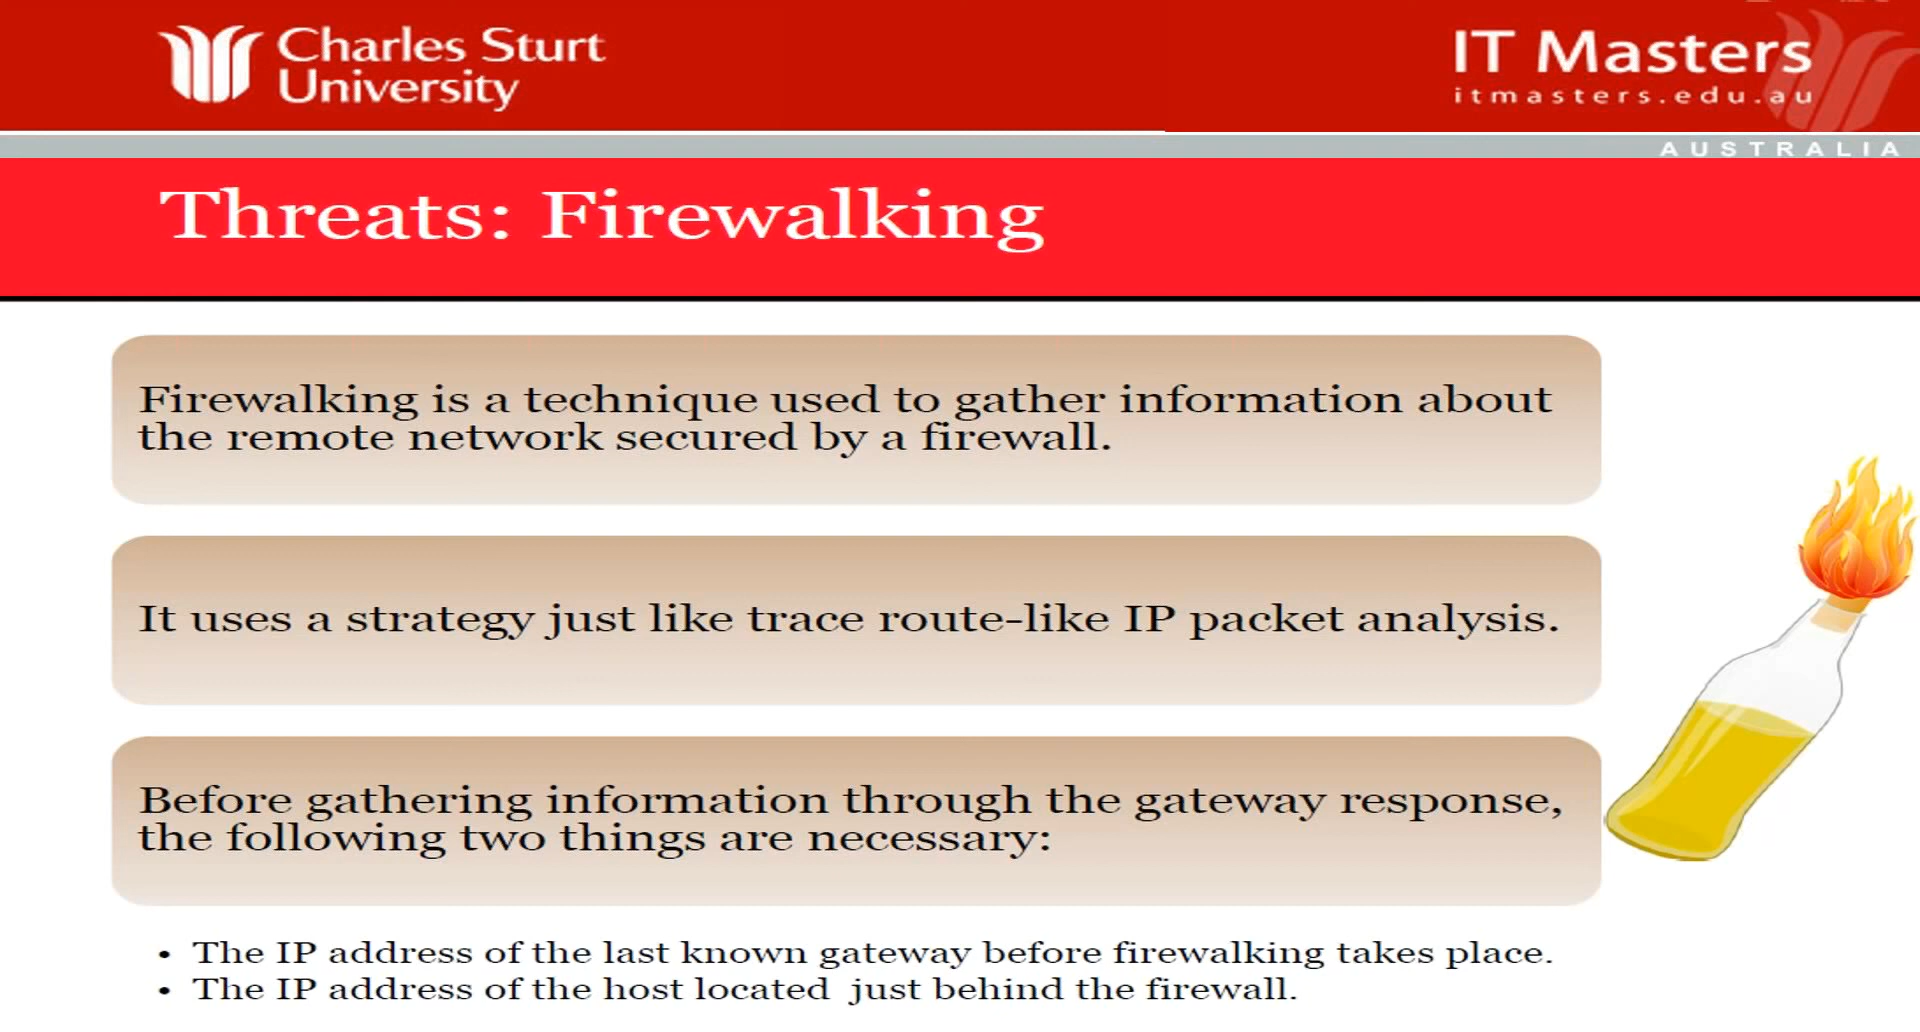 Charles Sturt
University
IT Masters
itmasters.edu.au
AUSTRALIA
Threats: Firewalking
Firewalking is a technique used to gather information about
the remote network secured by a firewall.
It uses a strategy just like trace route-like IP packet analysis.
Before gathering information through the gateway response,
the following two things are necessary:
• The IP address of the last known gateway before firewalking takes place.
• The IP address of the host located just behind the firewall.